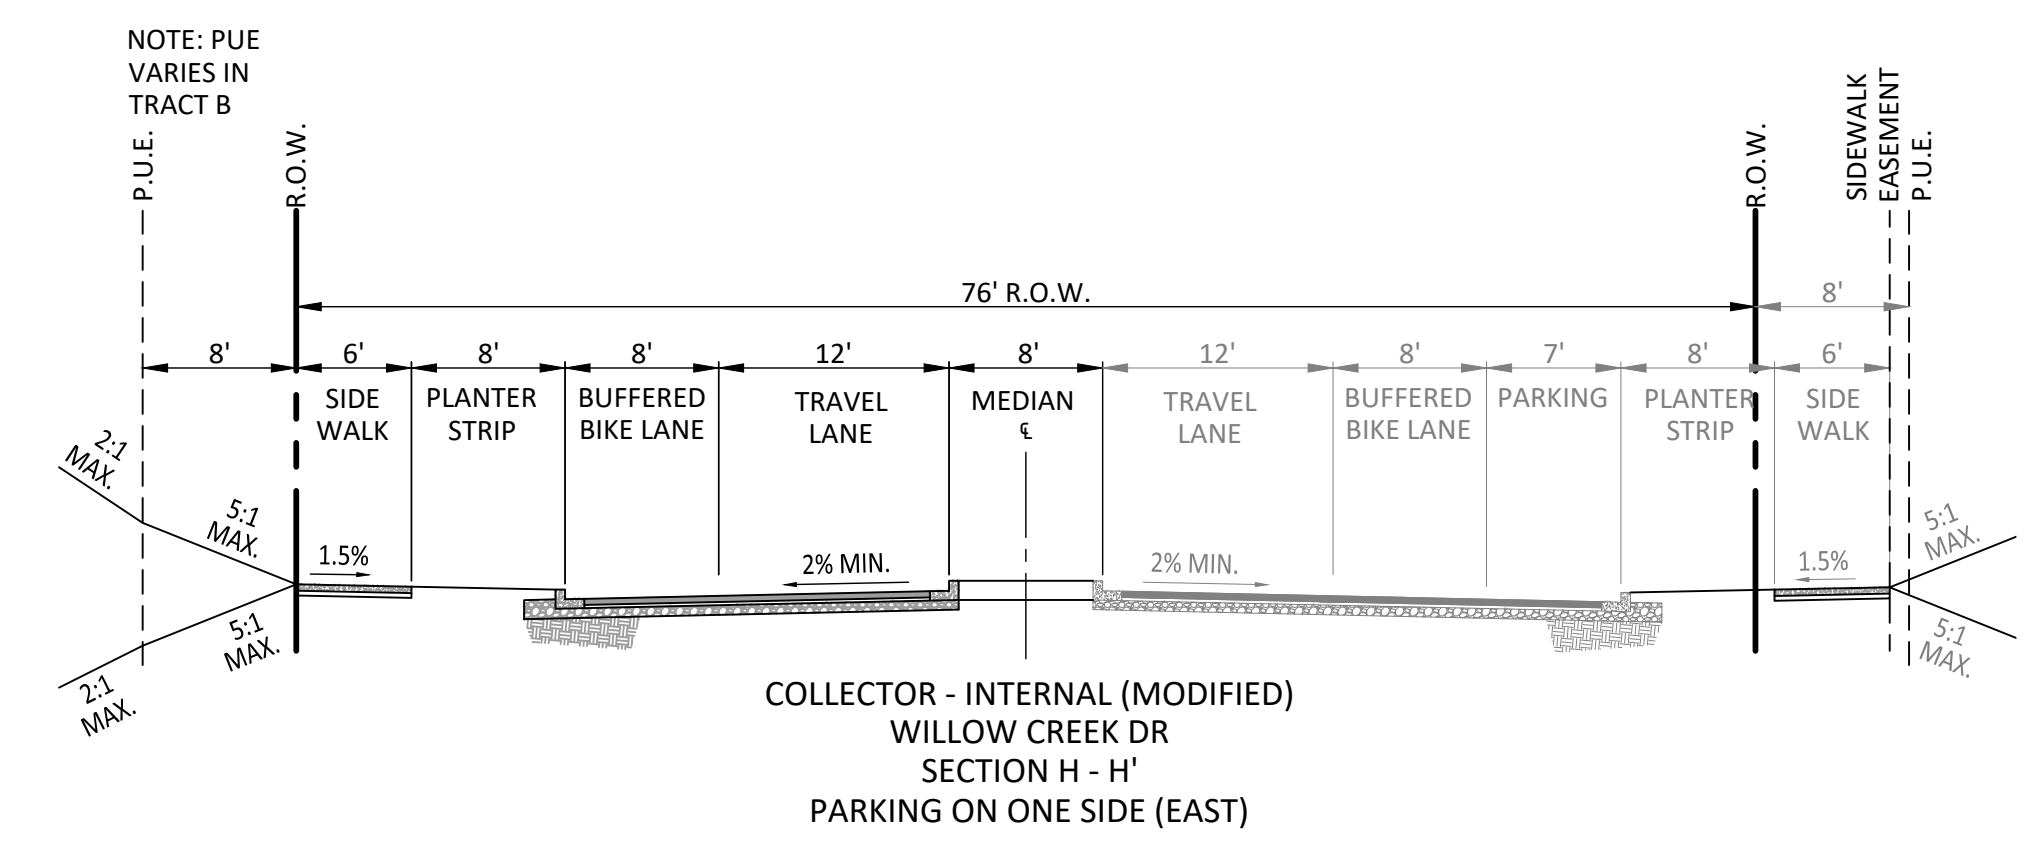 NOTE: PUE
VARIES IN
TRACT B
P.U.E.
R.O.W.
R.O.W.
SIDEWALK
EASEMENT
P.U.E.
76' R.O.W.
8'
8'
6'
8'
8'
12'
8'
12'
8'
7'
8'
6'
SIDE
WALK
PLANTER
STRIP
BUFFERED
BIKE LANE
TRAVEL
LANE
MEDIAN
℄
TRAVEL
LANE
BUFFERED
BIKE LANE
PARKING
PLANTER
STRIP
SIDE
WALK
2:1
MAX.
5:1
MAX.
1.5%
2% MIN.
2% MIN.
1.5%
5:1
MAX.
5:1
MAX.
2:1
MAX.
5:1
MAX.
COLLECTOR - INTERNAL (MODIFIED)
WILLOW CREEK DR
SECTION H - H'
PARKING ON ONE SIDE (EAST)